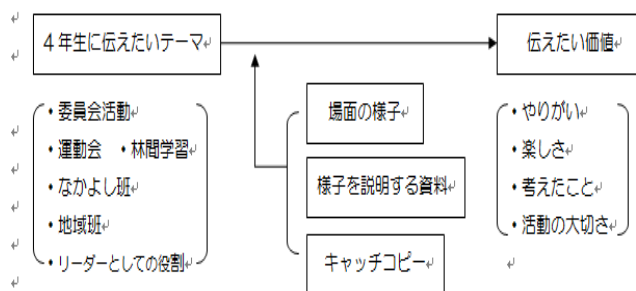 ４年生に伝えたいテーマ
伝えたい価値
・委員会活動
・運動会　・林間学習
・なかよし班
・地域班
・リーダーとしての役割
場面の様子
様子を説明する資料
キャッチコピー
・やりがい
・楽しさ
・考えたこと
・活動の大切さ